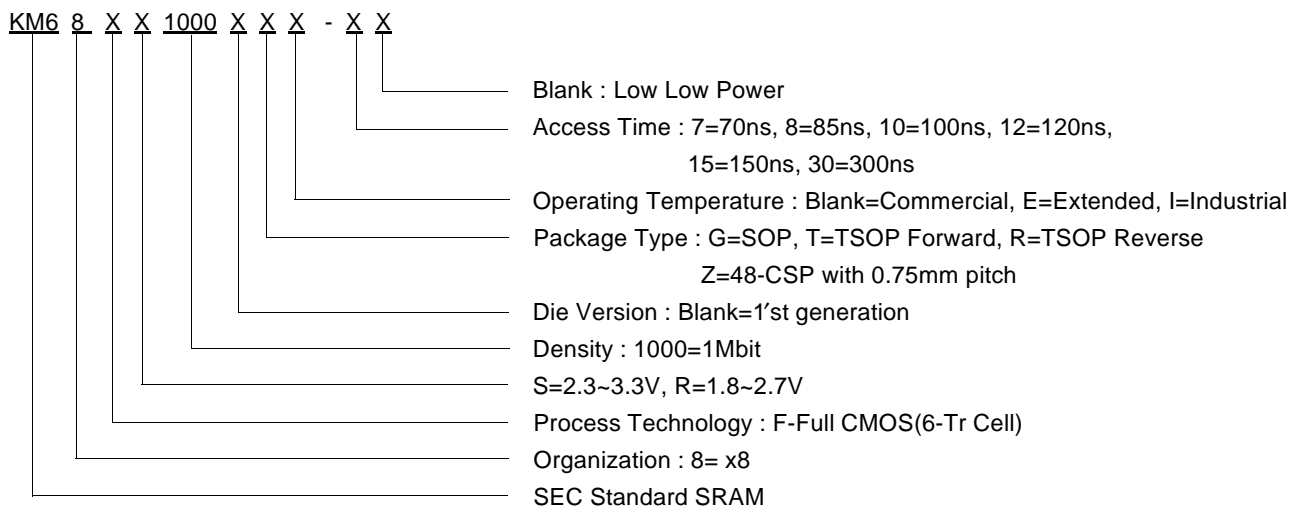 KM6 8 X X 1000 X X X - X X
Blank : Low Low Power
Access Time : 7=70ns, 8=85ns, 10=100ns, 12=120ns,
15=150ns, 30=300ns
Operating Temperature : Blank=Commercial, E=Extended, I=Industrial
Package Type : G=SOP, T=TSOP Forward, R=TSOP Reverse
Z=48-CSP with 0.75mm pitch
Die Version : Blank=1′st generation
Density : 1000=1Mbit
S=2.3~3.3V, R=1.8~2.7V
Process Technology : F-Full CMOS(6-Tr Cell)
Organization : 8= x8
SEC Standard SRAM